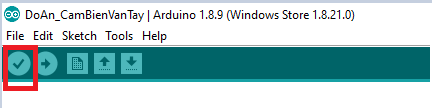 DoAn_CamBienVanTay | Arduino 1.8.9 (Windows Store 1.8.21.0)
File Edit Sketch Tools Help